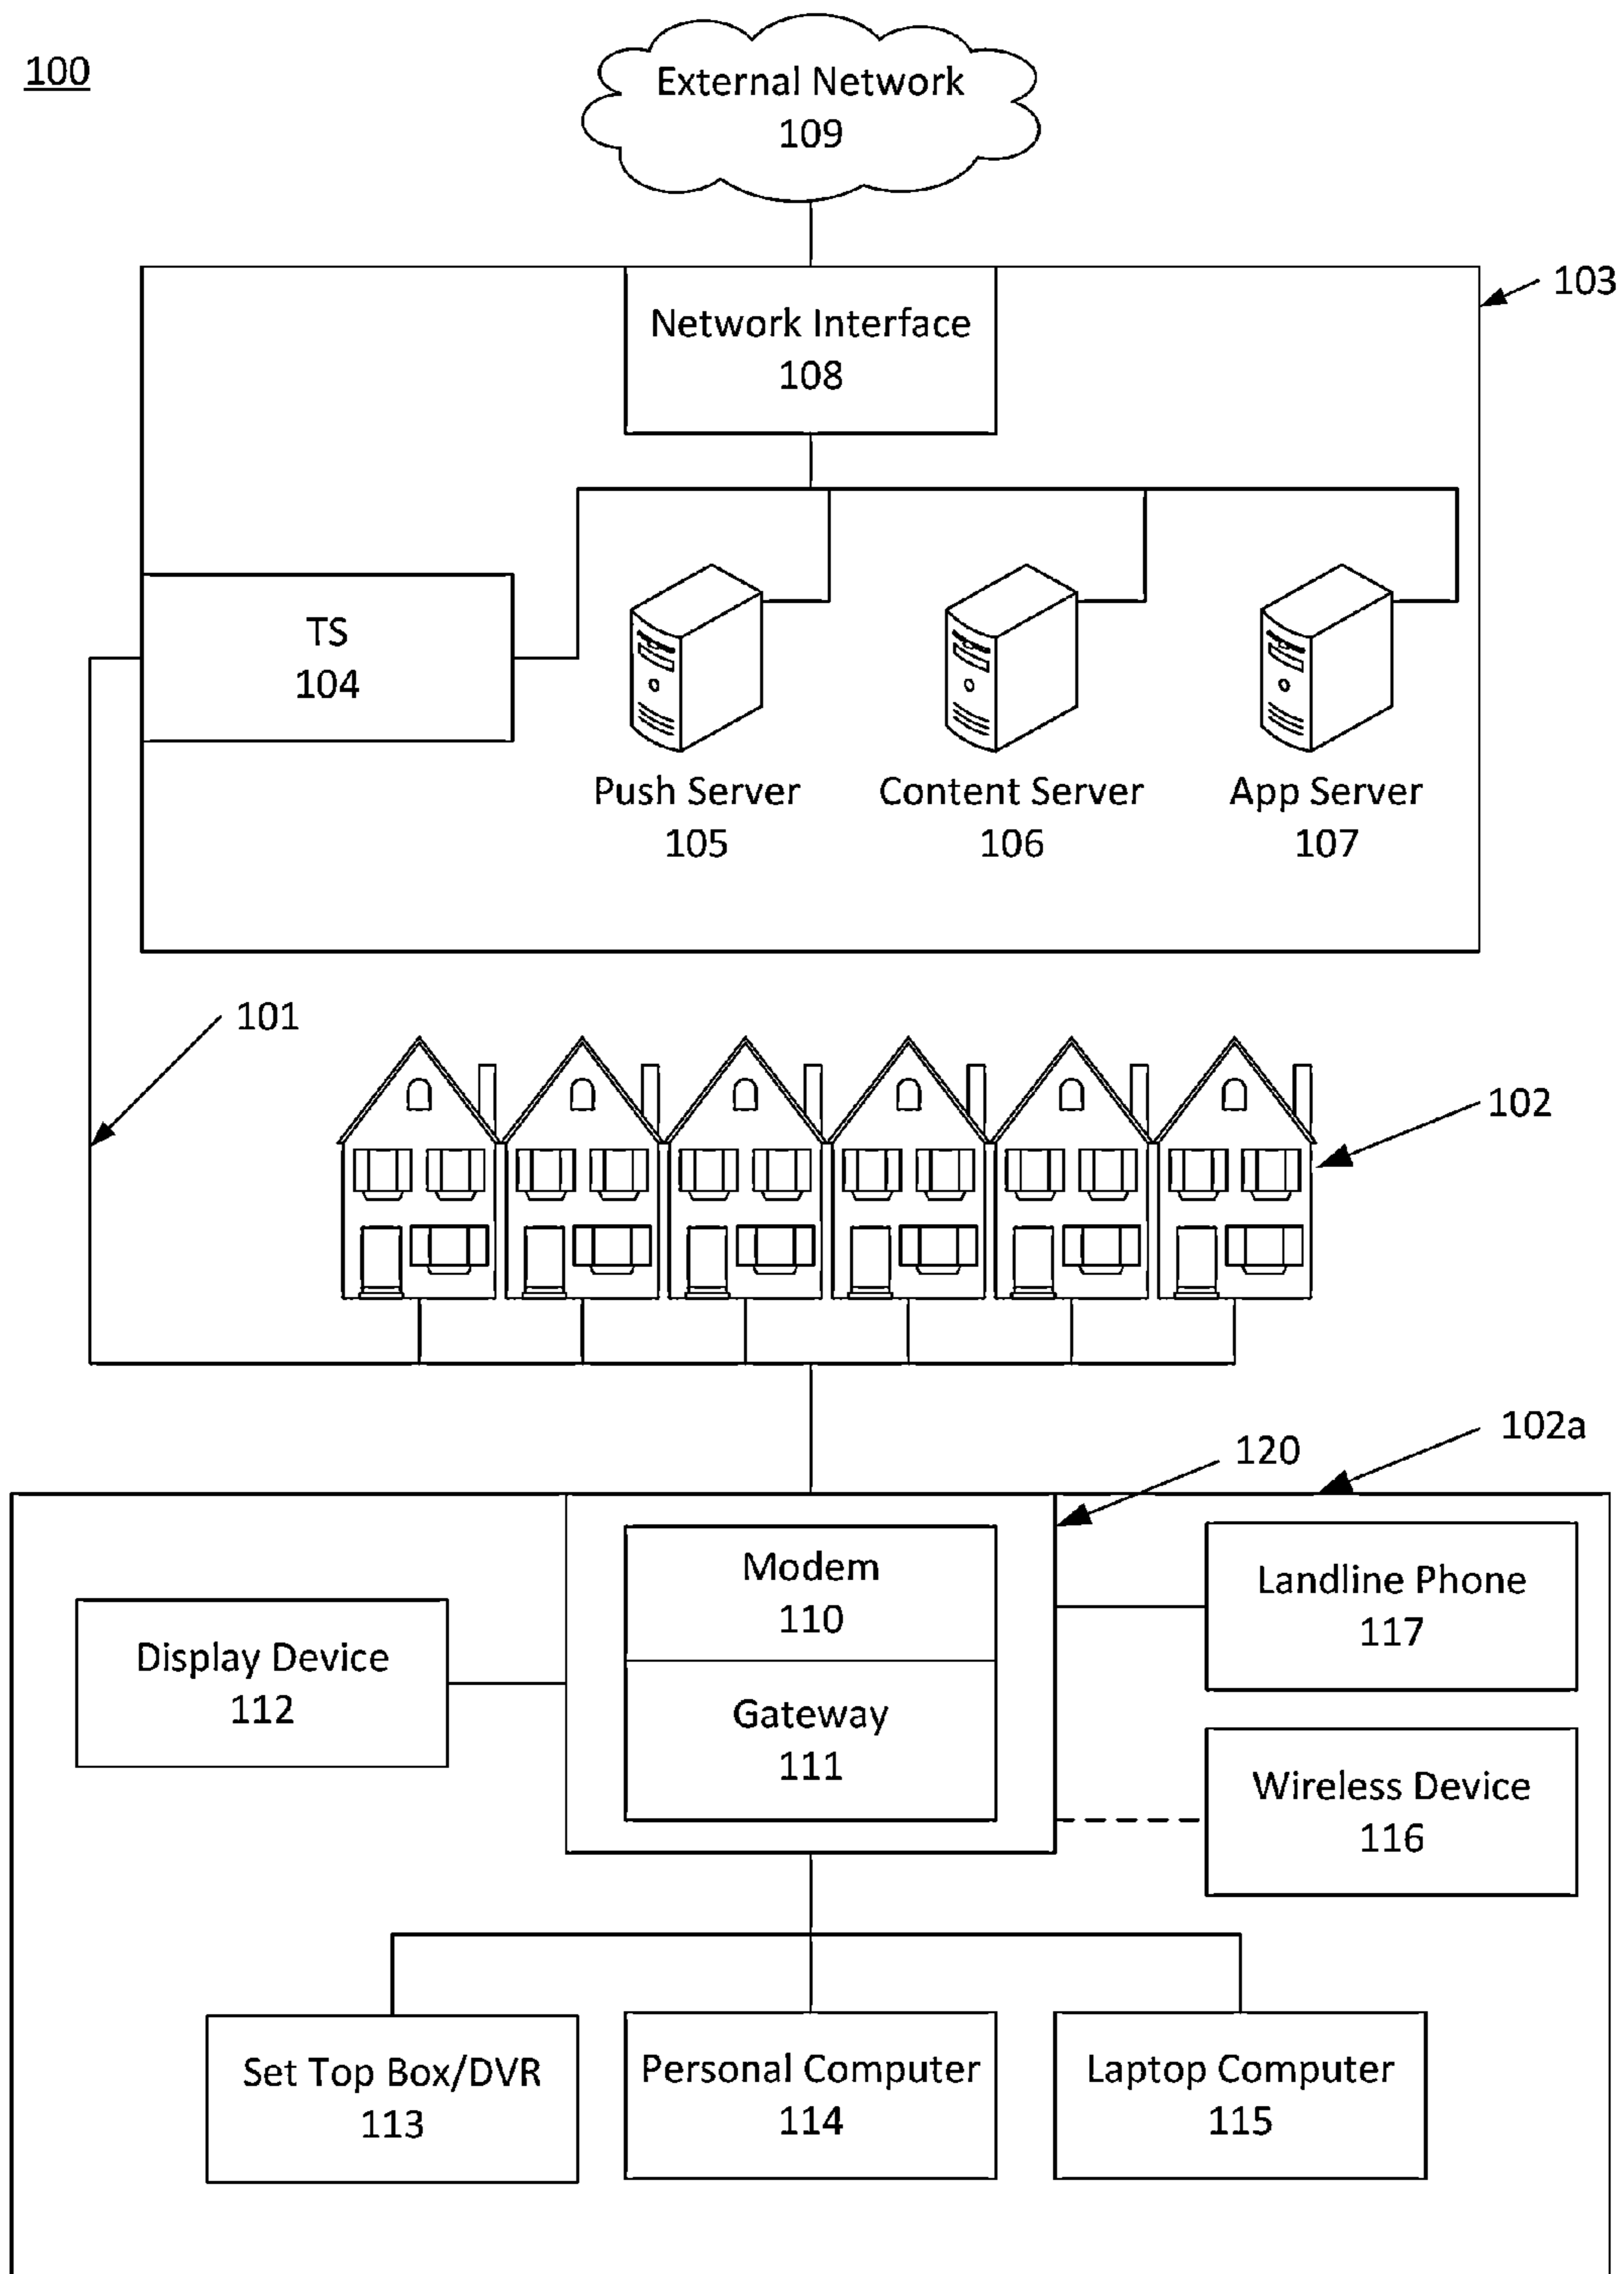 100
External Network
109
103
Network Interface
108
TS
104
Push Server
105
Content Server
106
App Server
107
101
102
102a
120
Modem
110
Landline Phone
117
Display Device
112
Gateway
111
Wireless Device
116
Set Top Box/DVR
113
Personal Computer
114
Laptop Computer
115